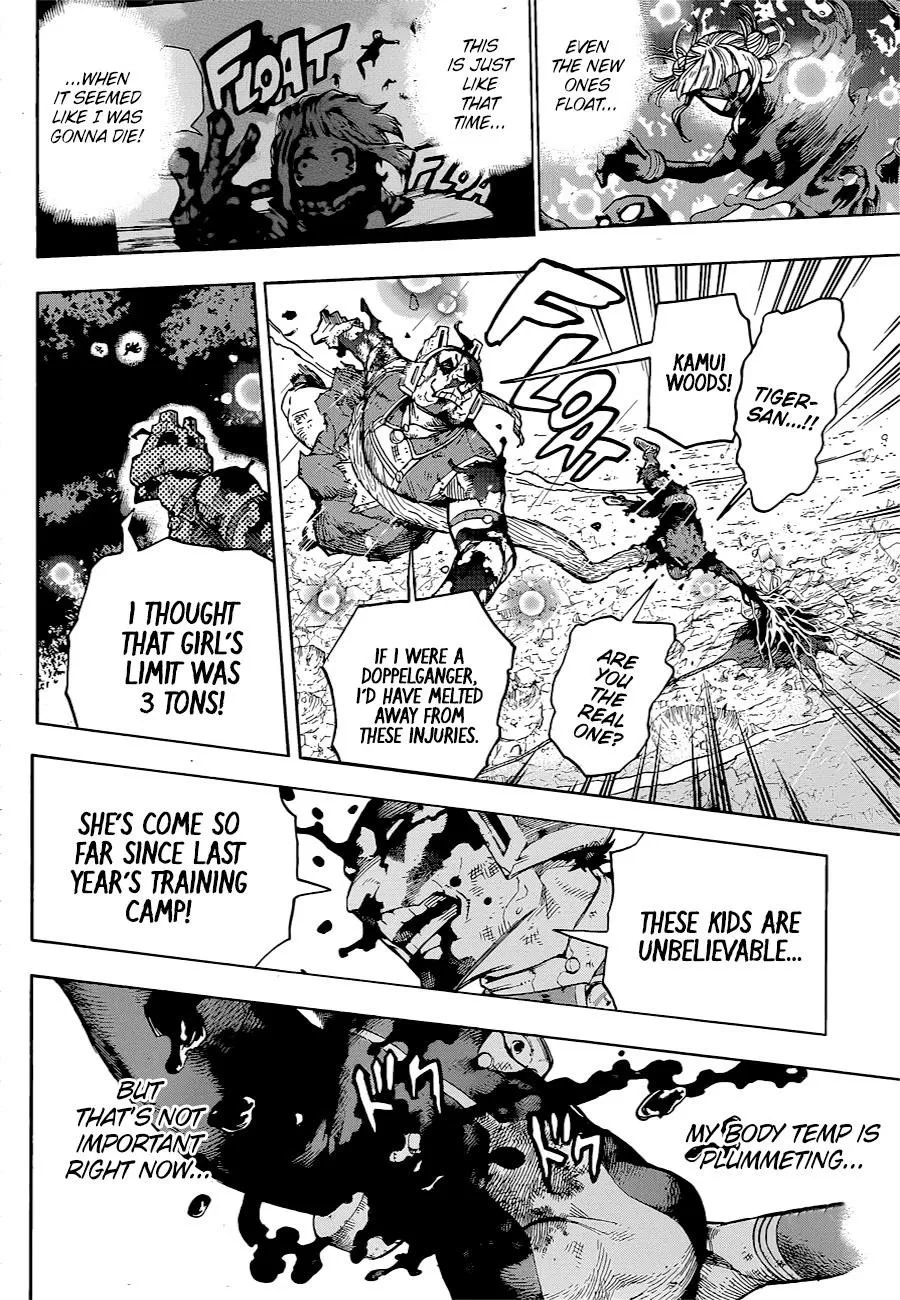 EVEN
THE NEW
ONES
FLOAT...
THIS
IS JUST
LIKE
THAT
TIME...
FLOAT
FLOA
...WHEN
IT SEEMED
LIKE I WAS
GONNA DIE!
TIGER-
SAN...!!
KAMUI
WOODS!
FLOAT
ARE
YOU
THE
REAL
ONE?
IF I WERE A
DOPPELGANGER,
I'D HAVE MELTED
AWAY FROM
THESE INJURIES.
I THOUGHT
THAT GIRL'S
LIMIT WAS
3 TONS!
THESE KIDS ARE
UNBELIEVABLE...
SHE'S COME SO
FAR SINCE LAST
YEAR'S TRAINING
CAMP!
MY BODY TEMP IS
PLUMMETING...
ドク
ドク
BUT
THAT'S NOT
IMPORTANT
RIGHT NOW...